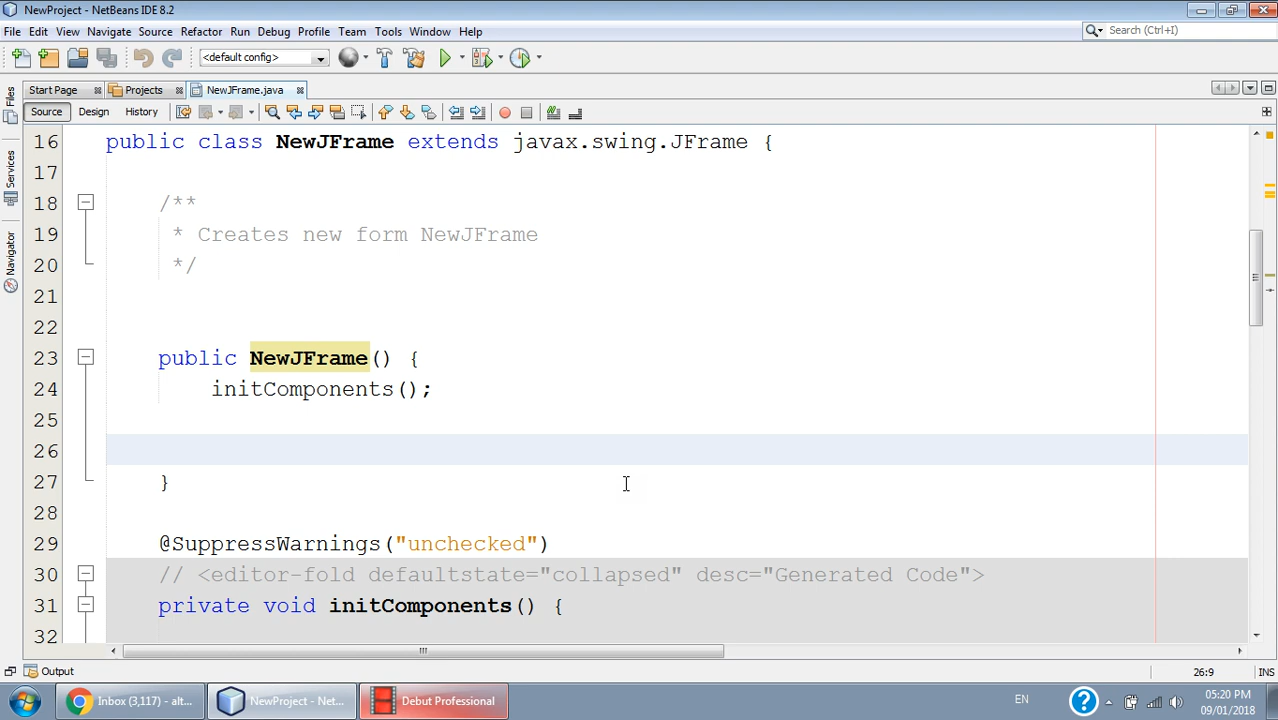 NewProject - NetBeans IDE 8.2
File Edit View Navigate Source Refactor Run Debug Profile Team Tools Window Help
Search (Ctrl+I)
<default config>
Start Page Projects NewJFrame.java
Source Design History
Files
Services
Navigator
16 public class NewJFrame extends javax.swing.JFrame {
17
18 /**
19 * Creates new form NewJFrame
20 */
21
22
23 public NewJFrame() {
24 initComponents();
25
26
27 }
28
29 @SuppressWarnings("unchecked")
30 // <editor-fold defaultstate="collapsed" desc="Generated Code">
31 private void initComponents() {
32
Output
26:9 INS
Inbox (3,117) - alt... NewProject - Net... Debut Professional
EN
05:20 PM
09/01/2018